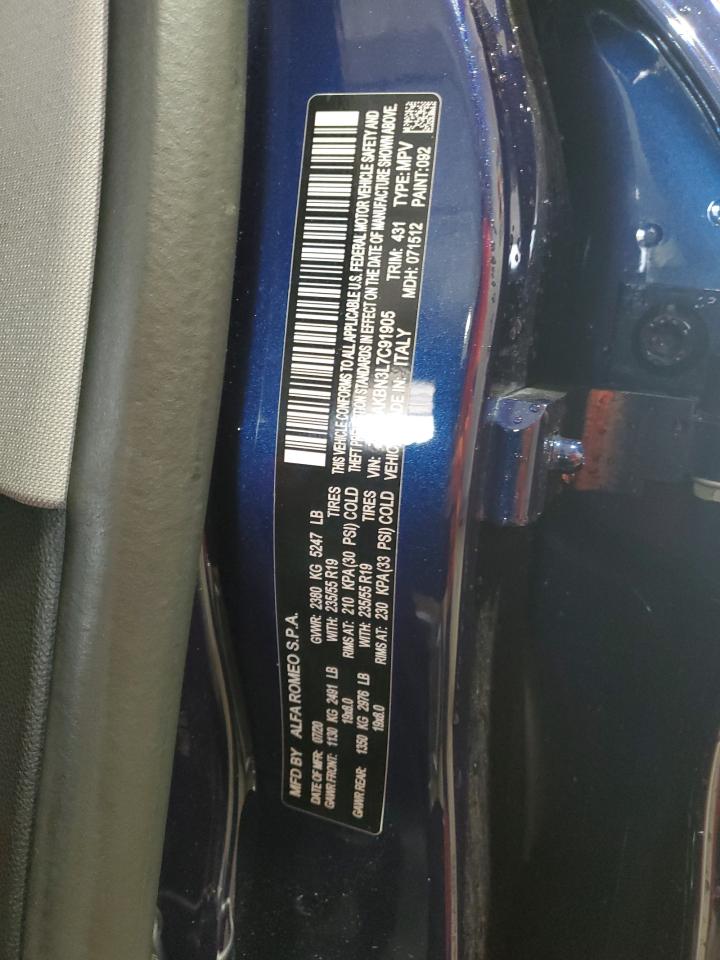 MFD BY ALFA ROMEO S.P.A.
DATE OF MFR: 07/20 GVWR: 2380 KG 5247 LB
GAWR FRONT: 1130 KG 2491 LB WITH: 235/55 R19 TIRES
19x8.0 RIMS AT: 210 KPA(30 PSI) COLD
GAWR REAR: 1350 KG 2976 LB WITH: 235/55 R19 TIRES
19x8.0 RIMS AT: 230 KPA(33 PSI) COLD
THIS VEHICLE CONFORMS TO ALL APPLICABLE U.S. FEDERAL MOTOR VEHICLE SAFETY AND
THEFT PREVENTION STANDARDS IN EFFECT ON THE DATE OF MANUFACTURE SHOWN ABOVE.
VIN: AKBN3L7C91905 TRIM: 431 TYPE: MPV
VEHICLE MADE IN: ITALY MDH: 071512 PAINT: 092